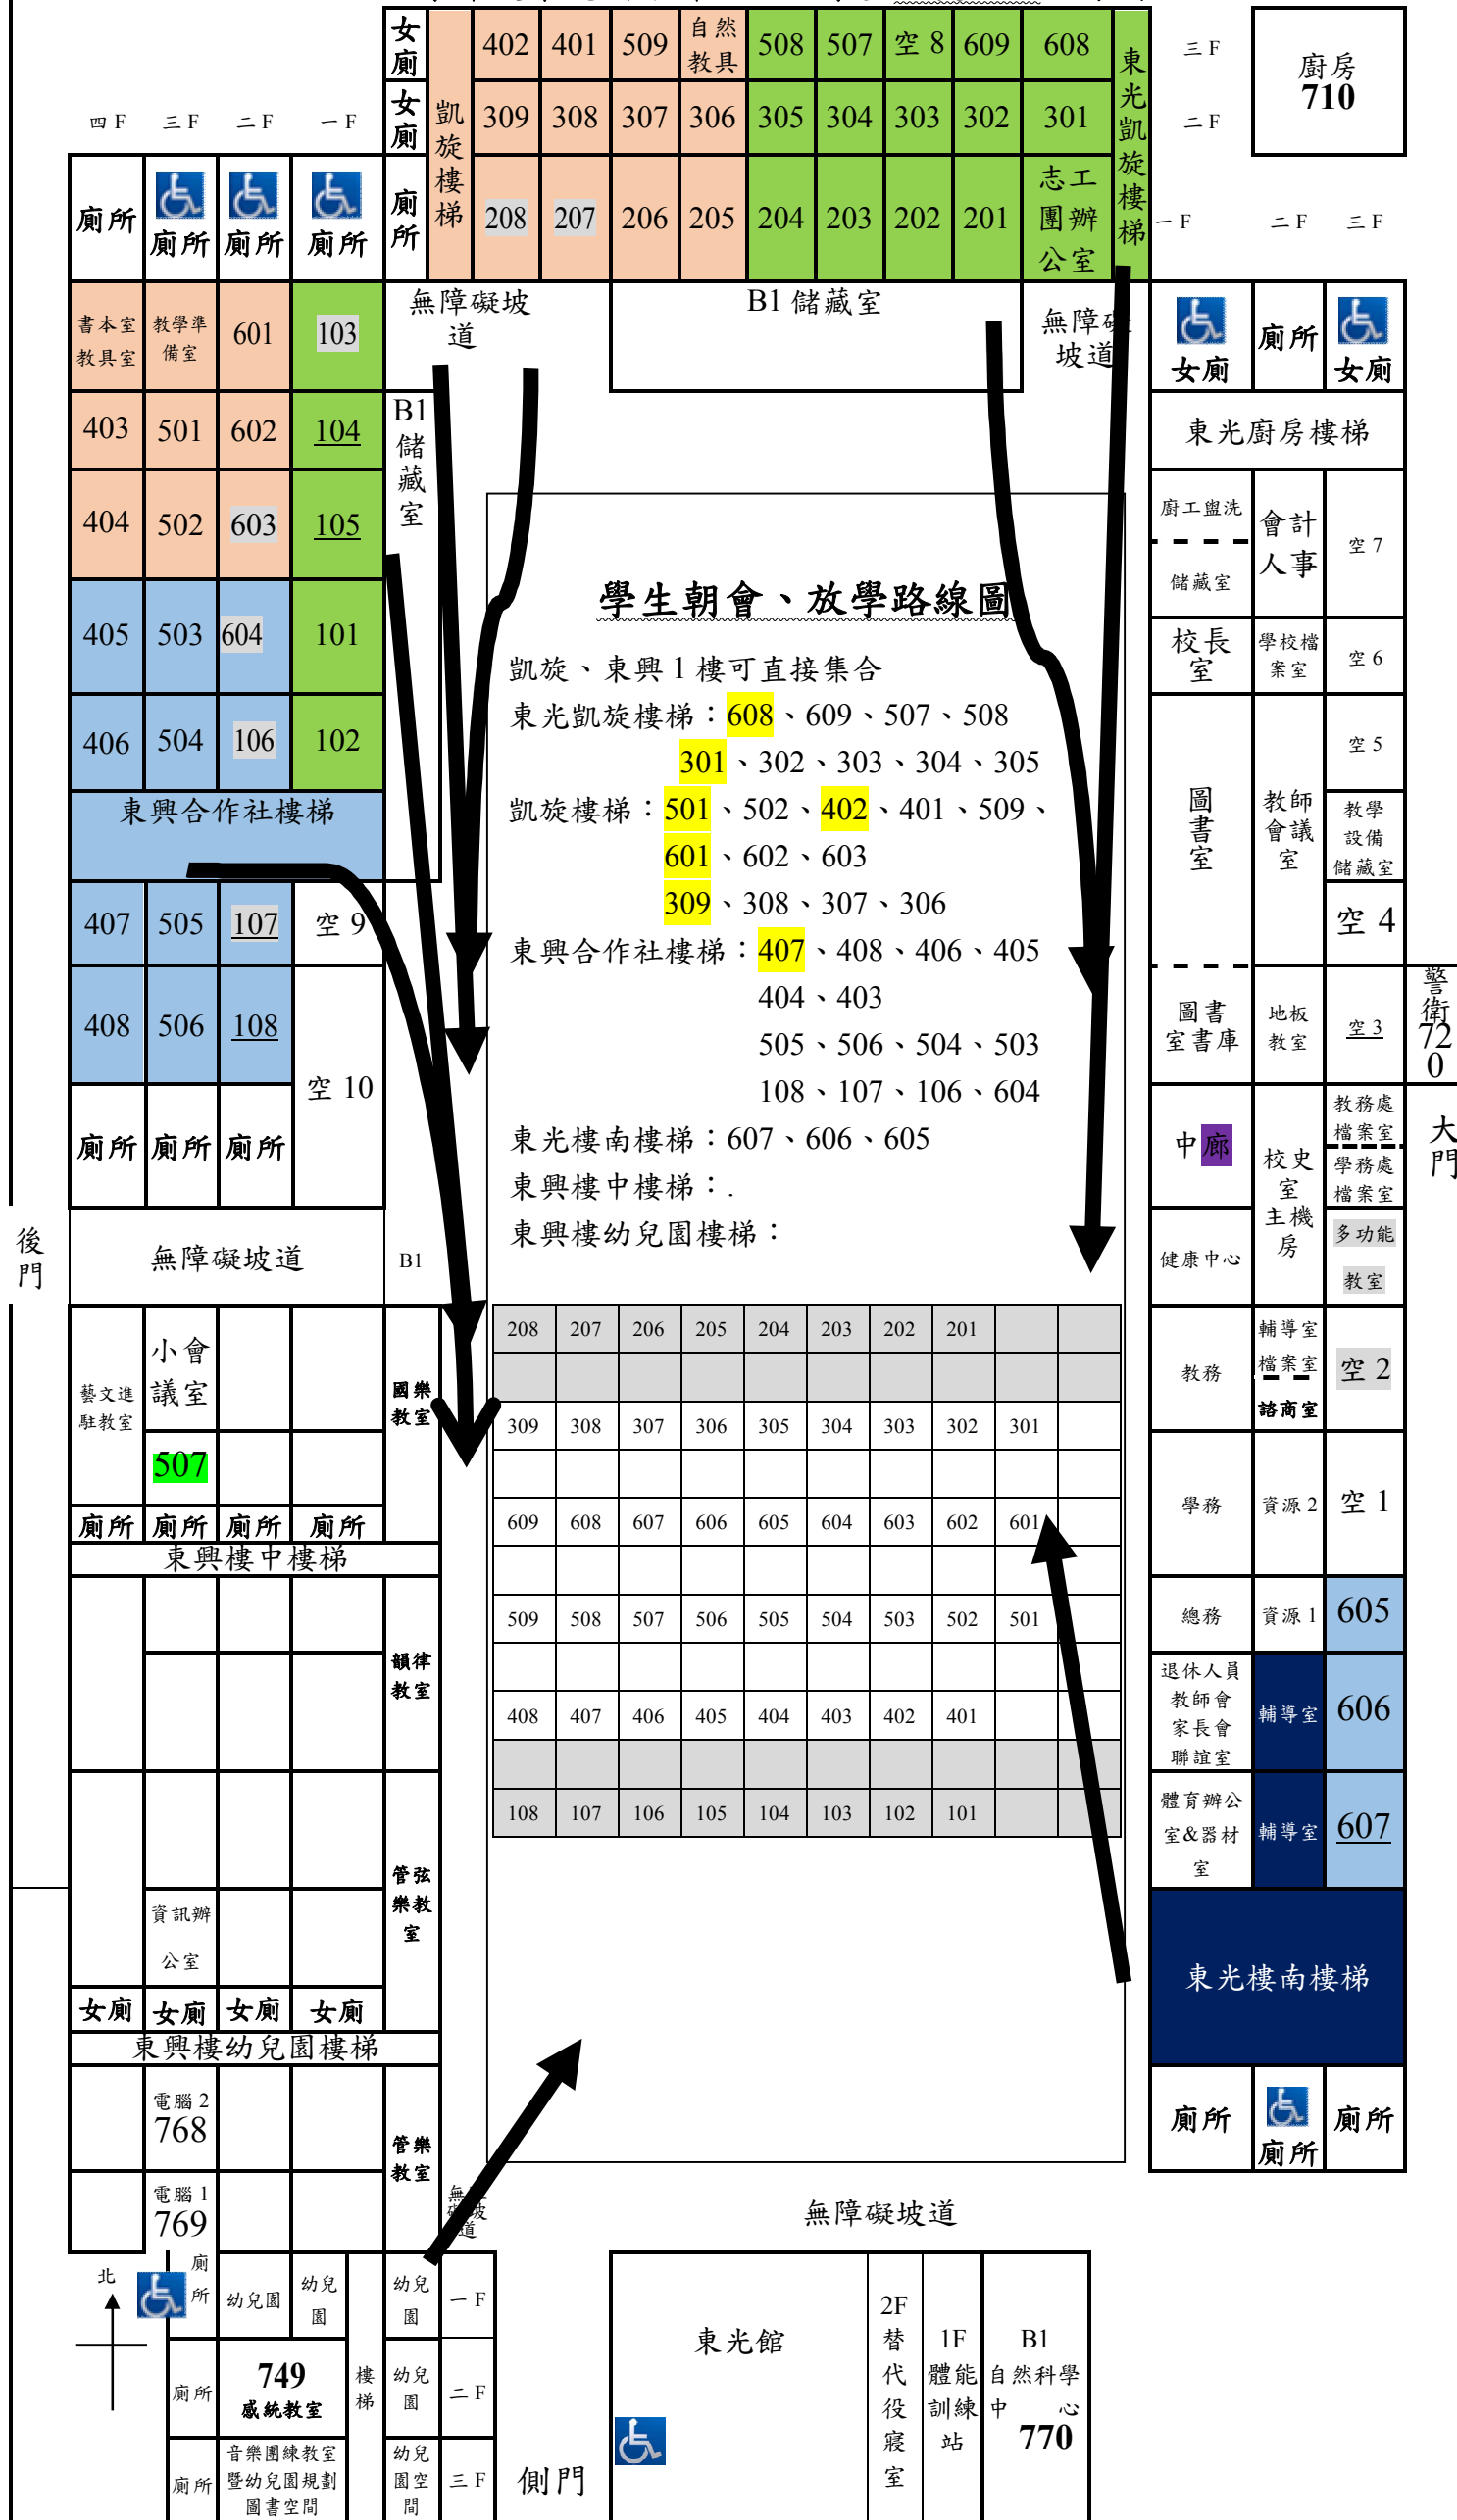 女廁 402 401 509 自然教具 508 507 空8 609 608 三F
女廁 309 308 307 306 305 304 303 302 301 二F
廁所 208 207 206 205 204 203 202 201 志工團辦公室 一F 二F 三F
凱旋樓梯
東光凱旋樓梯
廚房
710
四F 三F 二F 一F
廁所 廁所 廁所 廁所
書本室教具室 教學準備室 601 103
403 501 602 104
404 502 603 105
405 503 604 101
406 504 106 102
東興合作社樓梯
407 505 107 空9
408 506 108 空10
廁所 廁所 廁所
無障礙坡道
B1儲藏室
無障礙坡道
B1儲藏室
後門
無障礙坡道 B1
藝文進駐教室 小會議室
507
國樂教室
廁所 廁所 廁所 廁所
東興樓中樓梯
韻律教室
管弦樂教室
資訊辦公室
女廁 女廁 女廁 女廁
東興樓幼兒園樓梯
電腦2
768
管樂教室
電腦1
769
無障礙坡道
學生朝會、放學路線圖
凱旋、東興1樓可直接集合
東光凱旋樓梯：608、609、507、508
301、302、303、304、305
凱旋樓梯：501、502、402、401、509、
601、602、603
309、308、307、306
東興合作社樓梯：407、408、406、405
404、403
505、506、504、503
108、107、106、604
東光樓南樓梯：607、606、605
東興樓中樓梯：.
東興樓幼兒園樓梯：
208 207 206 205 204 203 202 201
309 308 307 306 305 304 303 302 301
609 608 607 606 605 604 603 602 601
509 508 507 506 505 504 503 502 501
408 407 406 405 404 403 402 401
108 107 106 105 104 103 102 101
女廁 廁所 女廁
東光廚房樓梯
廚工盥洗 會計人事 空7
儲藏室
校長室 學校檔案室 空6
圖書室 教師會議室 空5
教學設備儲藏室
空4
圖書室書庫 地板教室 空3
警衛720
大門
中廊 校史室主機房 教務處檔案室
學務處檔案室
健康中心 多功能教室
教務 輔導室檔案室 空2
諮商室
學務 資源2 空1
總務 資源1 605
退休人員教師會家長會聯誼室 輔導室 606
體育辦公室&器材室 輔導室 607
東光樓南樓梯
廁所 廁所 廁所
無障礙坡道
北
廁所 幼兒園 幼兒園 樓梯 幼兒園 一F
廁所 749 感統教室 幼兒園 二F
廁所 音樂團練教室暨幼兒園規劃圖書空間 幼兒園空間 三F
側門
東光館
2F替代役寢室
1F體能訓練站
B1自然科學中心
770